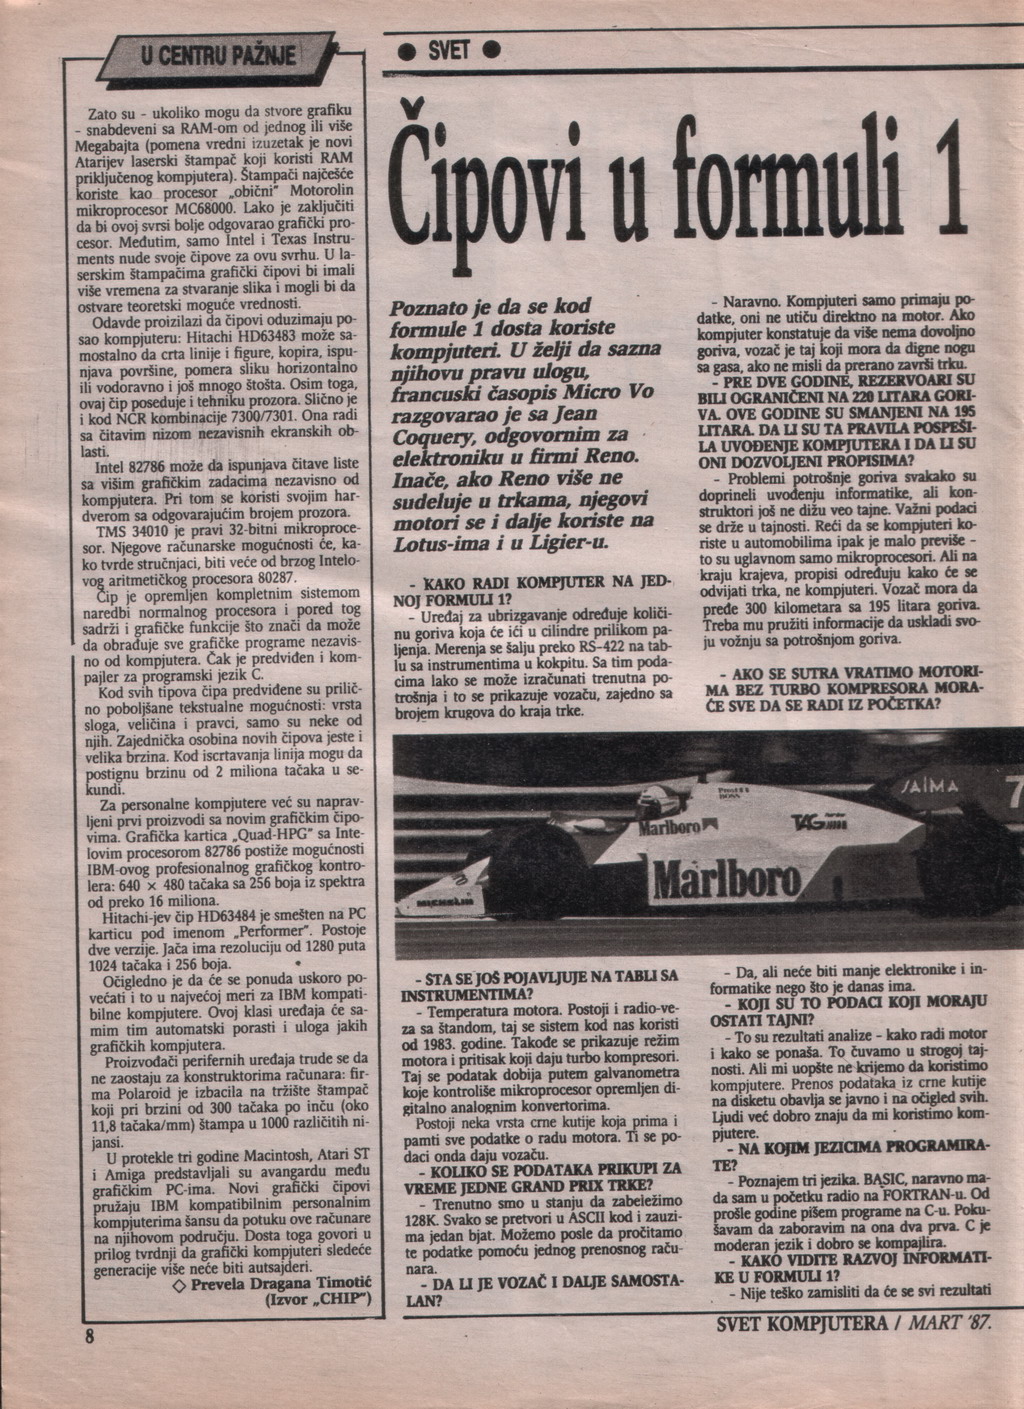 U CENTRU PAŽNJE
Zato su - ukoliko mogu da stvore grafiku
- snabdeveni sa RAM-om od jednog ili više
Megabajta (pomena vredni izuzetak je novi
Atarijev laserski štampač koji koristi RAM
priključenog kompjutera). Štampači najčešće
koriste kao procesor „obični" Motorolin
mikroprocesor MC68000. Lako je zaključiti
da bi ovoj svrsi bolje odgovarao grafički pro-
cesor. Međutim, samo Intel i Texas Instru-
ments nude svoje čipove za ovu svrhu. U la-
serskim štampačima grafički čipovi bi imali
više vremena za stvaranje slika i mogli bi da
ostvare teoretski moguće vrednosti.
Odavde proizilazi da čipovi oduzimaju po-
sao kompjuteru: Hitachi HD63483 može sa-
mostalno da crta linije i figure, kopira, ispu-
njava površine, pomera sliku horizontalno
ili vodoravno i još mnogo štošta. Osim toga,
ovaj čip poseduje i tehniku prozora. Slično je
i kod NCR kombinacije 7300/7301. Ona radi
sa čitavim nizom nezavisnih ekranskih ob-
lasti.
Intel 82786 može da ispunjava čitave liste
sa višim grafičkim zadacima nezavisno od
kompjutera. Pri tom se koristi svojim har-
dverom sa odgovarajućim brojem prozora.
TMS 34010 je pravi 32-bitni mikroproce-
sor. Njegove računarske mogućnosti će, ka-
ko tvrde stručnjaci, biti veće od brzog Intelo-
vog aritmetičkog procesora 80287.
Čip je opremljen kompletnim sistemom
naredbi normalnog procesora i pored tog
sadrži i grafičke funkcije što znači da može
da obrađuje sve grafičke programe nezavis-
no od kompjutera. Čak je predviđen i kom-
pajler za programski jezik C.
Kod svih tipova čipa predviđene su prilič-
no poboljšane tekstualne mogućnosti: vrsta
sloga, veličina i pravci, samo su neke od
njih. Zajednička osobina novih čipova jeste i
velika brzina. Kod iscrtavanja linija mogu da
postignu brzinu od 2 miliona tačaka u se-
kundi.
Za personalne kompjutere već su naprav-
ljeni prvi proizvodi sa novim grafičkim čipo-
vima. Grafička kartica „Quad-HPG" sa Inte-
lovim procesorom 82786 postiže mogućnosti
IBM-ovog profesionalnog grafičkog kontro-
lera: 640 × 480 tačaka sa 256 boja iz spektra
od preko 16 miliona.
Hitachi-jev čip HD63484 je smešten na PC
karticu pod imenom „Performer". Postoje
dve verzije. Jača ima rezoluciju od 1280 puta
1024 tačaka i 256 boja.
Očigledno je da će se ponuda uskoro po-
većati i to u najvećoj meri za IBM kompati-
bilne kompjutere. Ovoj klasi uređaja će sa-
mim tim automatski porasti i uloga jakih
grafičkih kompjutera.
Proizvođači perifernih uređaja trude se da
ne zaostaju za konstruktorima računara: fir-
ma Polaroid je izbacila na tržište štampač
koji pri brzini od 300 tačaka po inču (oko
11,8 tačaka/mm) štampa u 1000 različitih ni-
jansi.
U protekle tri godine Macintosh, Atari ST
i Amiga predstavljali su avangardu među
grafičkim PC-ima. Novi grafički čipovi
pružaju IBM kompatibilnim personalnim
kompjuterima šansu da potuku ove računare
na njihovom području. Dosta toga govori u
prilog tvrdnji da grafički kompjuteri sledeće
generacije više neće biti autsajderi.
◊ Prevela Dragana Timotić
(Izvor „CHIP")
8
● SVET ●
Čipovi u formuli 1
Poznato je da se kod
formule 1 dosta koriste
kompjuteri. U želji da sazna
njihovu pravu ulogu,
francuski časopis Micro Vo
razgovarao je sa Jean
Coquery, odgovornim za
elektroniku u firmi Reno.
Inače, ako Reno više ne
sudeluje u trkama, njegovi
motori se i dalje koriste na
Lotus-ima i u Ligier-u.
- KAKO RADI KOMPJUTER NA JED-
NOJ FORMULI 1?
- Uređaj za ubrizgavanje određuje količi-
nu goriva koja će ići u cilindre prilikom pa-
ljenja. Merenja se šalju preko RS-422 na tab-
lu sa instrumentima u kokpitu. Sa tim poda-
cima lako se može izračunati trenutna po-
trošnja i to se prikazuje vozaču, zajedno sa
brojem krugova do kraja trke.
- Naravno. Kompjuteri samo primaju po-
datke, oni ne utiču direktno na motor. Ako
kompjuter konstatuje da više nema dovoljno
goriva, vozač je taj koji mora da digne nogu
sa gasa, ako ne misli da prerano završi trku.
- PRE DVE GODINE, REZERVOARI SU
BILI OGRANIČENI NA 220 LITARA GORI-
VA. OVE GODINE SU SMANJENI NA 195
LITARA. DA LI SU TA PRAVILA POSPEŠI-
LA UVOĐENJE KOMPJUTERA I DA LI SU
ONI DOZVOLJENI PROPISIMA?
- Problemi potrošnje goriva svakako su
doprineli uvođenju informatike, ali kon-
struktori još ne dižu veo tajne. Važni podaci
se drže u tajnosti. Reći da se kompjuteri ko-
riste u automobilima ipak je malo previše -
to su uglavnom samo mikroprocesori. Ali na
kraju krajeva, propisi određuju kako će se
odvijati trka, ne kompjuteri. Vozač mora da
pređe 300 kilometara sa 195 litara goriva.
Treba mu pružiti informacije da uskladi svo-
ju vožnju sa potrošnjom goriva.
- AKO SE SUTRA VRATIMO MOTORI-
MA BEZ TURBO KOMPRESORA MORA-
ĆE SVE DA SE RADI IZ POČETKA?
BOSS
Marlboro
TAG turbo
SAIMA
7
Marlboro
MICHELIN
- ŠTA SE JOŠ POJAVLJUJE NA TABLI SA
INSTRUMENTIMA?
- Temperatura motora. Postoji i radio-ve-
za sa štandom, taj se sistem kod nas koristi
od 1983. godine. Takođe se prikazuje režim
motora i pritisak koji daju turbo kompresori.
Taj se podatak dobija putem galvanometra
koje kontroliše mikroprocesor opremljen di-
gitalno analognim konvertorima.
Postoji neka vrsta crne kutije koja prima i
pamti sve podatke o radu motora. Ti se po-
daci onda daju vozaču.
- KOLIKO SE PODATAKA PRIKUPI ZA
VREME JEDNE GRAND PRIX TRKE?
- Trenutno smo u stanju da zabeležimo
128K. Svako se pretvori u ASCII kod i zauzi-
ma jedan bjat. Možemo posle da pročitamo
te podatke pomoću jednog prenosnog raču-
nara.
- DA LI JE VOZAČ I DALJE SAMOSTA-
LAN?
- Da, ali neće biti manje elektronike i in-
formatike nego što je danas ima.
- KOJI SU TO PODACI KOJI MORAJU
OSTATI TAJNI?
- To su rezultati analize - kako radi motor
i kako se ponaša. To čuvamo u strogoj taj-
nosti. Ali mi uopšte ne krijemo da koristimo
kompjutere. Prenos podataka iz crne kutije
na disketu obavlja se javno i na očigled svih.
Ljudi već dobro znaju da mi koristimo kom-
pjutere.
- NA KOJIM JEZICIMA PROGRAMIRA-
TE?
- Poznajem tri jezika. BASIC, naravno ma-
da sam u početku radio na FORTRAN-u. Od
prošle godine pišem programe na C-u. Poku-
šavam da zaboravim na ona dva prva. C je
moderan jezik i dobro se kompajlira.
- KAKO VIDITE RAZVOJ INFORMATI-
KE U FORMULI 1?
- Nije teško zamisliti da će se svi rezultati
SVET KOMPJUTERA / MART '87.